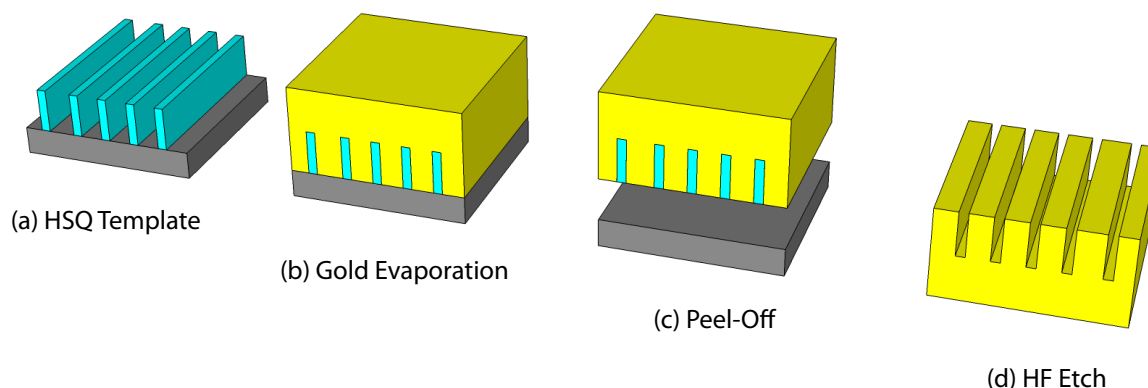 (a) HSQ Template
(b) Gold Evaporation
(c) Peel-Off
(d) HF Etch